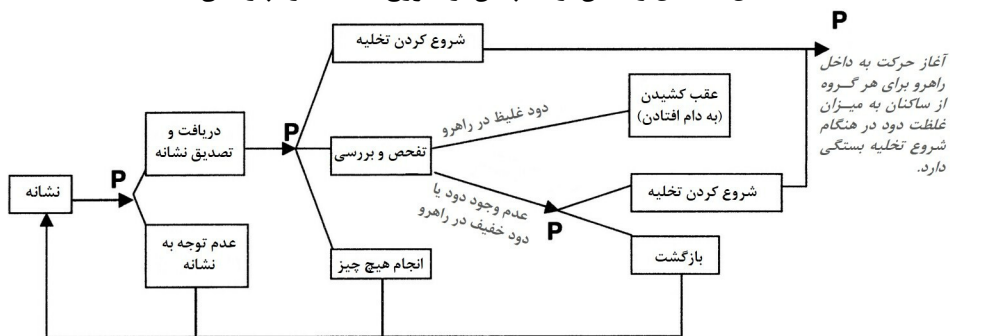 نشانه
P
دریافت و
تصدیق نشانه
عدم توجه به
نشانه
P
شروع کردن تخلیه
تفحص و بررسی
انجام هیچ چیز
دود غلیظ در راهرو
عدم وجود دود یا
دود خفیف در راهرو
عقب کشیدن
(به دام افتادن)
P
شروع کردن تخلیه
بازگشت
P
آغاز حرکت به داخل
راهرو برای هر گروه
از ساکنان به میزان
غلظت دود در هنگام
شروع تخلیه بستگی
دارد.